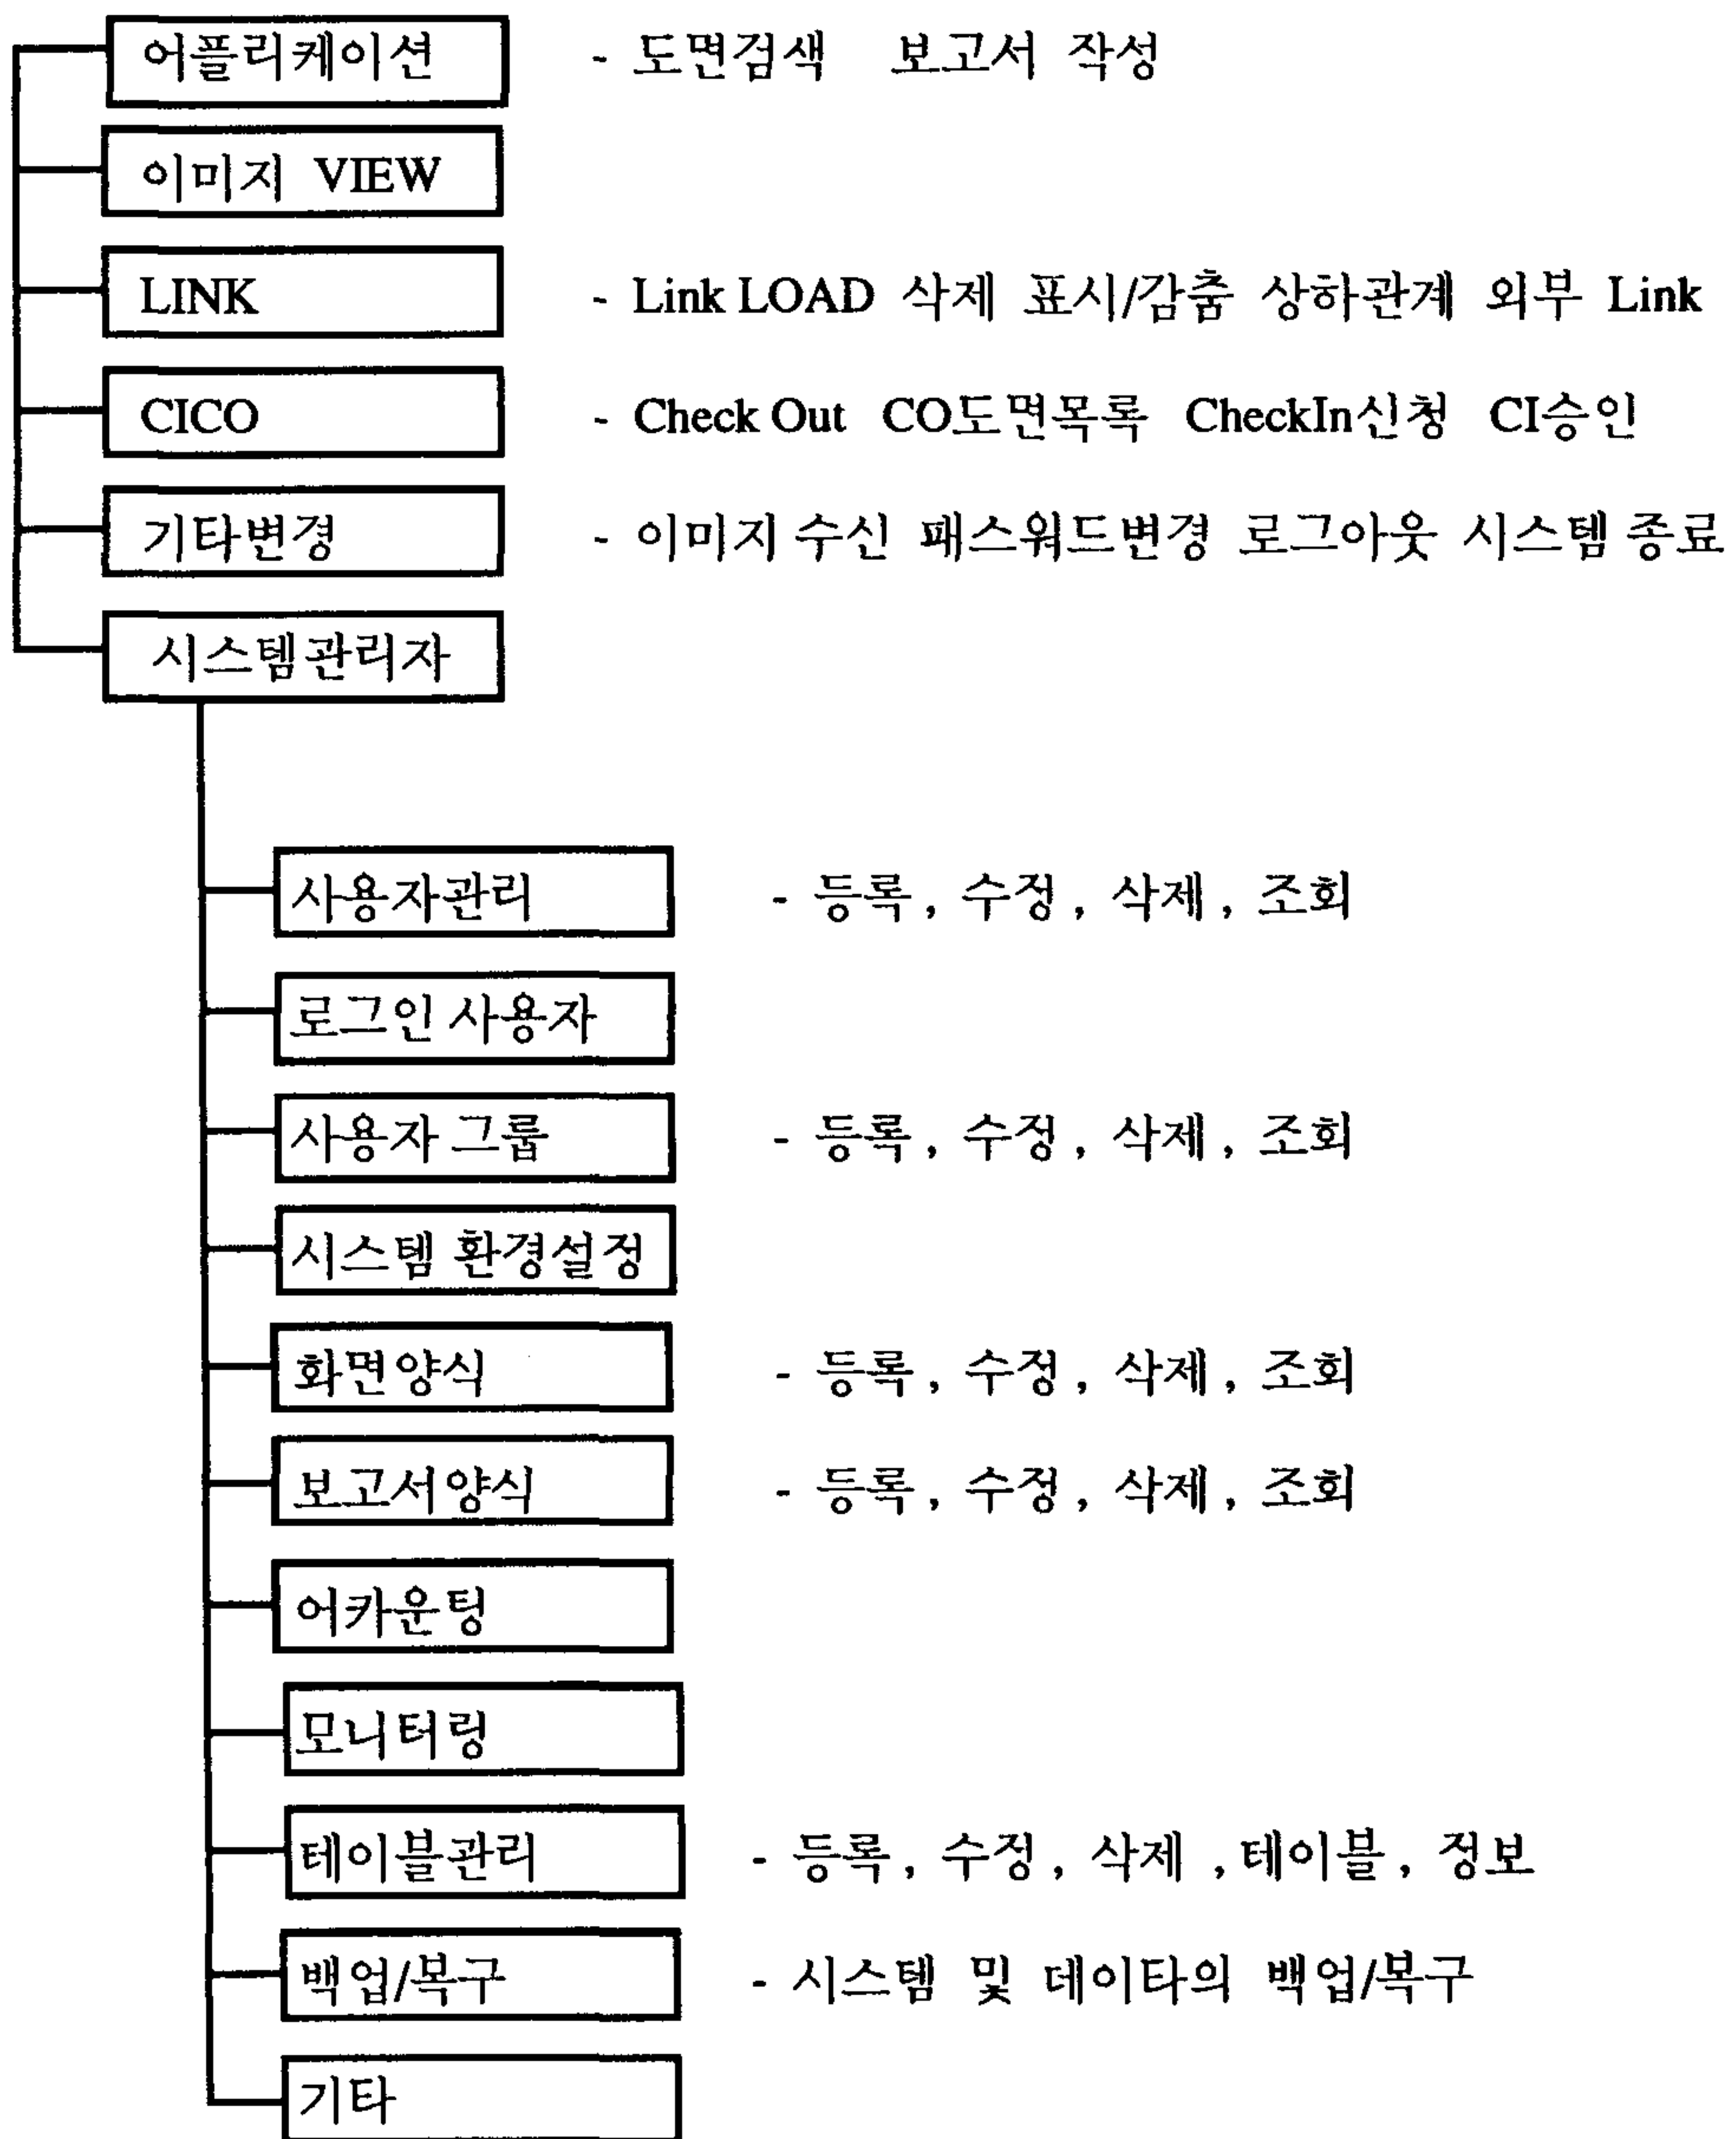 어플리케이션 - 도면검색 보고서 작성
이미지 VIEW
LINK - Link LOAD 삭제 표시/감춤 상하관계 외부 Link
CICO - Check Out CO도면목록 CheckIn신청 CI승인
기타변경 - 이미지 수신 패스워드변경 로그아웃 시스템 종료
시스템관리자
사용자관리 - 등록, 수정, 삭제, 조회
로그인 사용자
사용자 그룹 - 등록, 수정, 삭제, 조회
시스템 환경설정
화면양식 - 등록, 수정, 삭제, 조회
보고서양식 - 등록, 수정, 삭제, 조회
어카운팅
모니터링
테이블관리 - 등록, 수정, 삭제 , 테이블, 정보
백업/복구 - 시스템 및 데이타의 백업/복구
기타